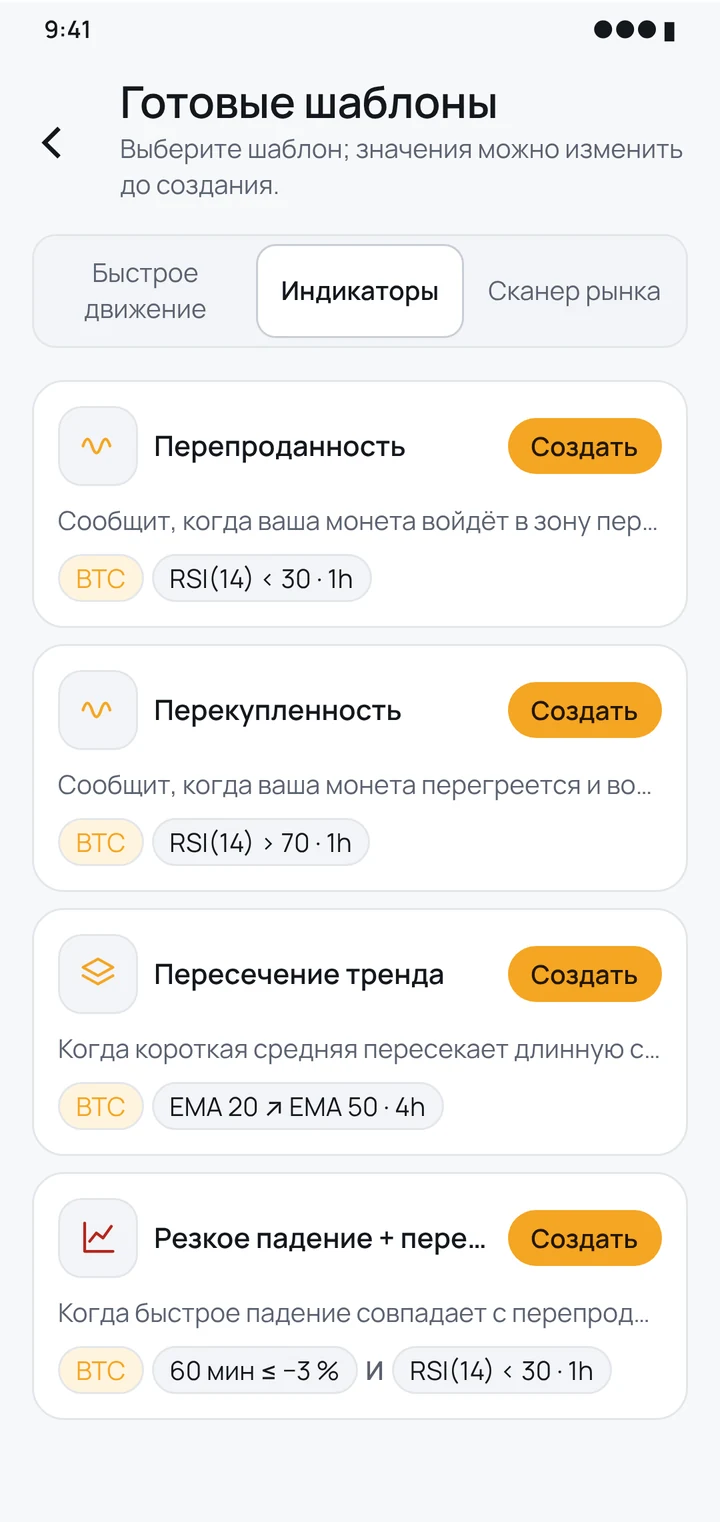 9:41
Готовые шаблоны
Выберите шаблон; значения можно изменить
до создания.
Быстрое
движение
Индикаторы
Сканер рынка
Перепроданность
Создать
Сообщит, когда ваша монета войдёт в зону пер…
BTC
RSI(14) < 30 · 1h
Перекупленность
Создать
Сообщит, когда ваша монета перегреется и во…
BTC
RSI(14) > 70 · 1h
Пересечение тренда
Создать
Когда короткая средняя пересекает длинную с…
BTC
EMA 20 ↗ EMA 50 · 4h
Резкое падение + пере…
Создать
Когда быстрое падение совпадает с перепрод…
BTC
60 мин ≤ −3 %
И
RSI(14) < 30 · 1h